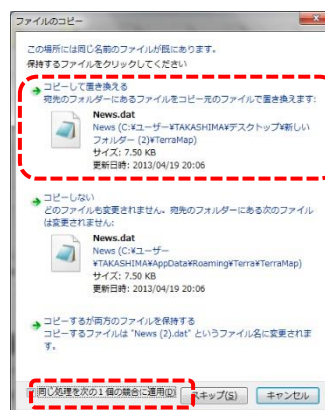 ファイルのコピー
この場所には同じ名前のファイルが既にあります。
保持するファイルをクリックしてください
コピーして置き換える
宛先のフォルダーにあるファイルをコピー元のファイルで置き換えます:
News.dat
News (C:¥ユーザー¥TAKASHIMA¥デスクトップ¥新しい
フォルダー (2)¥TerraMap)
サイズ: 7.50 KB
更新日時: 2013/04/19 20:06
コピーしない
どのファイルも変更されません。宛先のフォルダーにある次のファイル
は変更されません:
News.dat
News (C:¥ユーザー
¥TAKASHIMA¥AppData¥Roaming¥Terra¥TerraMap)
サイズ: 7.50 KB
更新日時: 2013/04/19 20:06
コピーするが両方のファイルを保持する
コピーするファイルは "News (2).dat" というファイル名に変更されま
す。
同じ処理を次の 1 個の競合に適用(D)
スキップ(S)
キャンセル